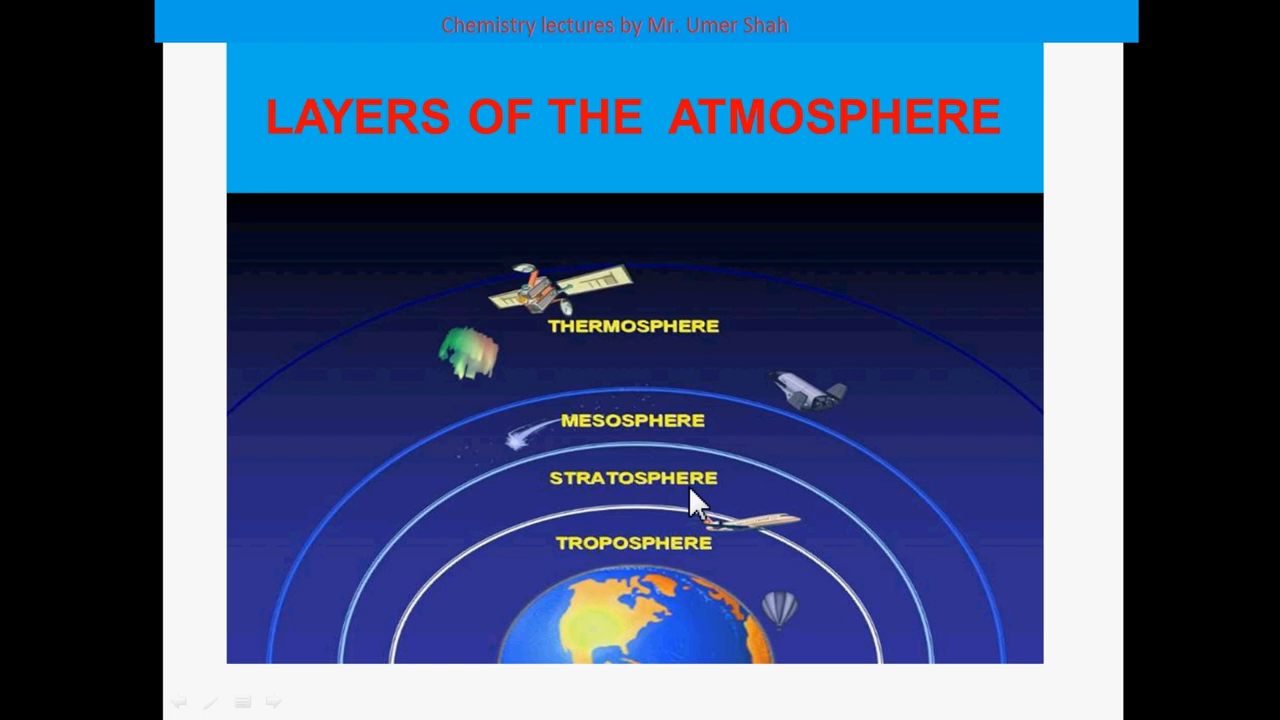 Chemistry lectures by Mr. Umer Shah
LAYERS OF THE ATMOSPHERE
THERMOSPHERE
MESOSPHERE
STRATOSPHERE
TROPOSPHERE